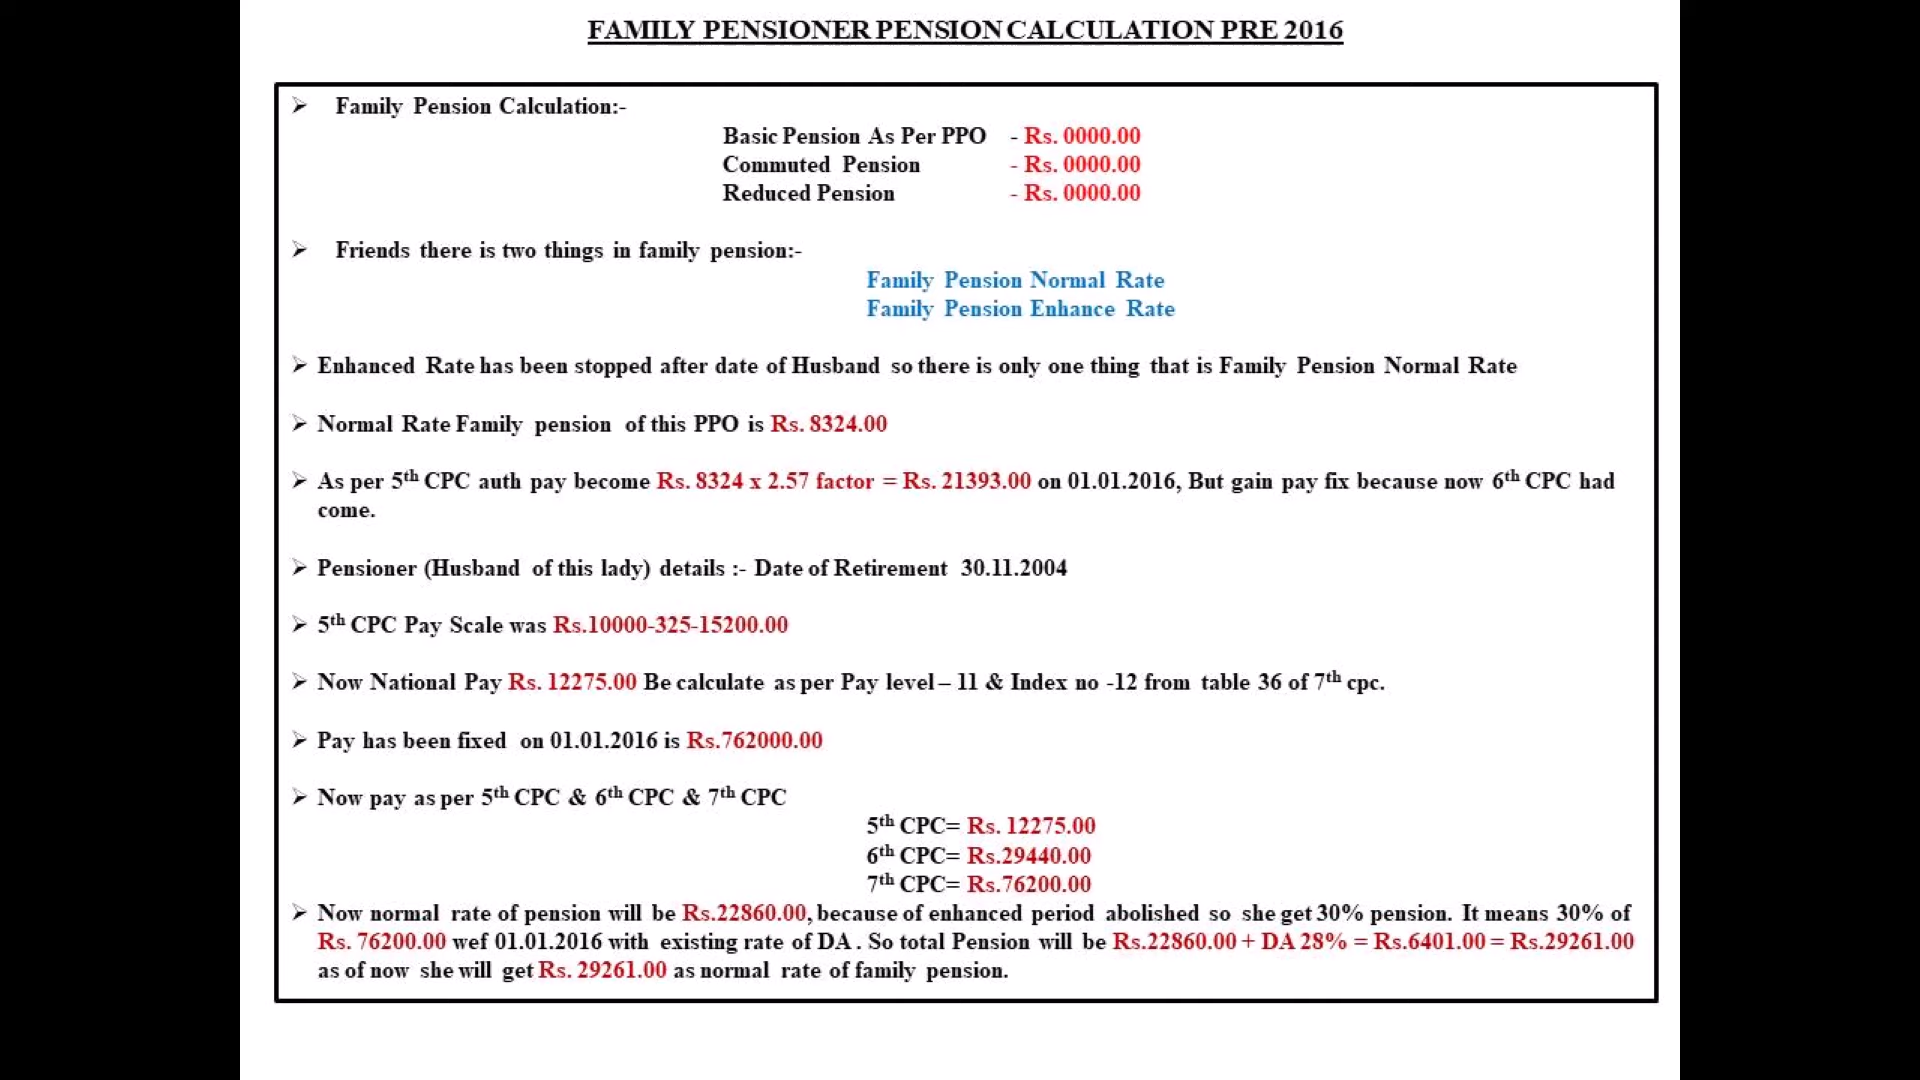 FAMILY PENSIONER PENSION CALCULATION PRE 2016
➢ Family Pension Calculation:-
Basic Pension As Per PPO - Rs. 0000.00
Commuted Pension - Rs. 0000.00
Reduced Pension - Rs. 0000.00
➢ Friends there is two things in family pension:-
Family Pension Normal Rate
Family Pension Enhance Rate
➢ Enhanced Rate has been stopped after date of Husband so there is only one thing that is Family Pension Normal Rate
➢ Normal Rate Family pension of this PPO is Rs. 8324.00
➢ As per 5th CPC auth pay become Rs. 8324 x 2.57 factor = Rs. 21393.00 on 01.01.2016, But gain pay fix because now 6th CPC had
come.
➢ Pensioner (Husband of this lady) details :- Date of Retirement 30.11.2004
➢ 5th CPC Pay Scale was Rs.10000-325-15200.00
➢ Now National Pay Rs. 12275.00 Be calculate as per Pay level – 11 & Index no -12 from table 36 of 7th cpc.
➢ Pay has been fixed on 01.01.2016 is Rs.762000.00
➢ Now pay as per 5th CPC & 6th CPC & 7th CPC
5th CPC= Rs. 12275.00
6th CPC= Rs.29440.00
7th CPC= Rs.76200.00
➢ Now normal rate of pension will be Rs.22860.00, because of enhanced period abolished so she get 30% pension. It means 30% of
Rs. 76200.00 wef 01.01.2016 with existing rate of DA . So total Pension will be Rs.22860.00 + DA 28% = Rs.6401.00 = Rs.29261.00
as of now she will get Rs. 29261.00 as normal rate of family pension.